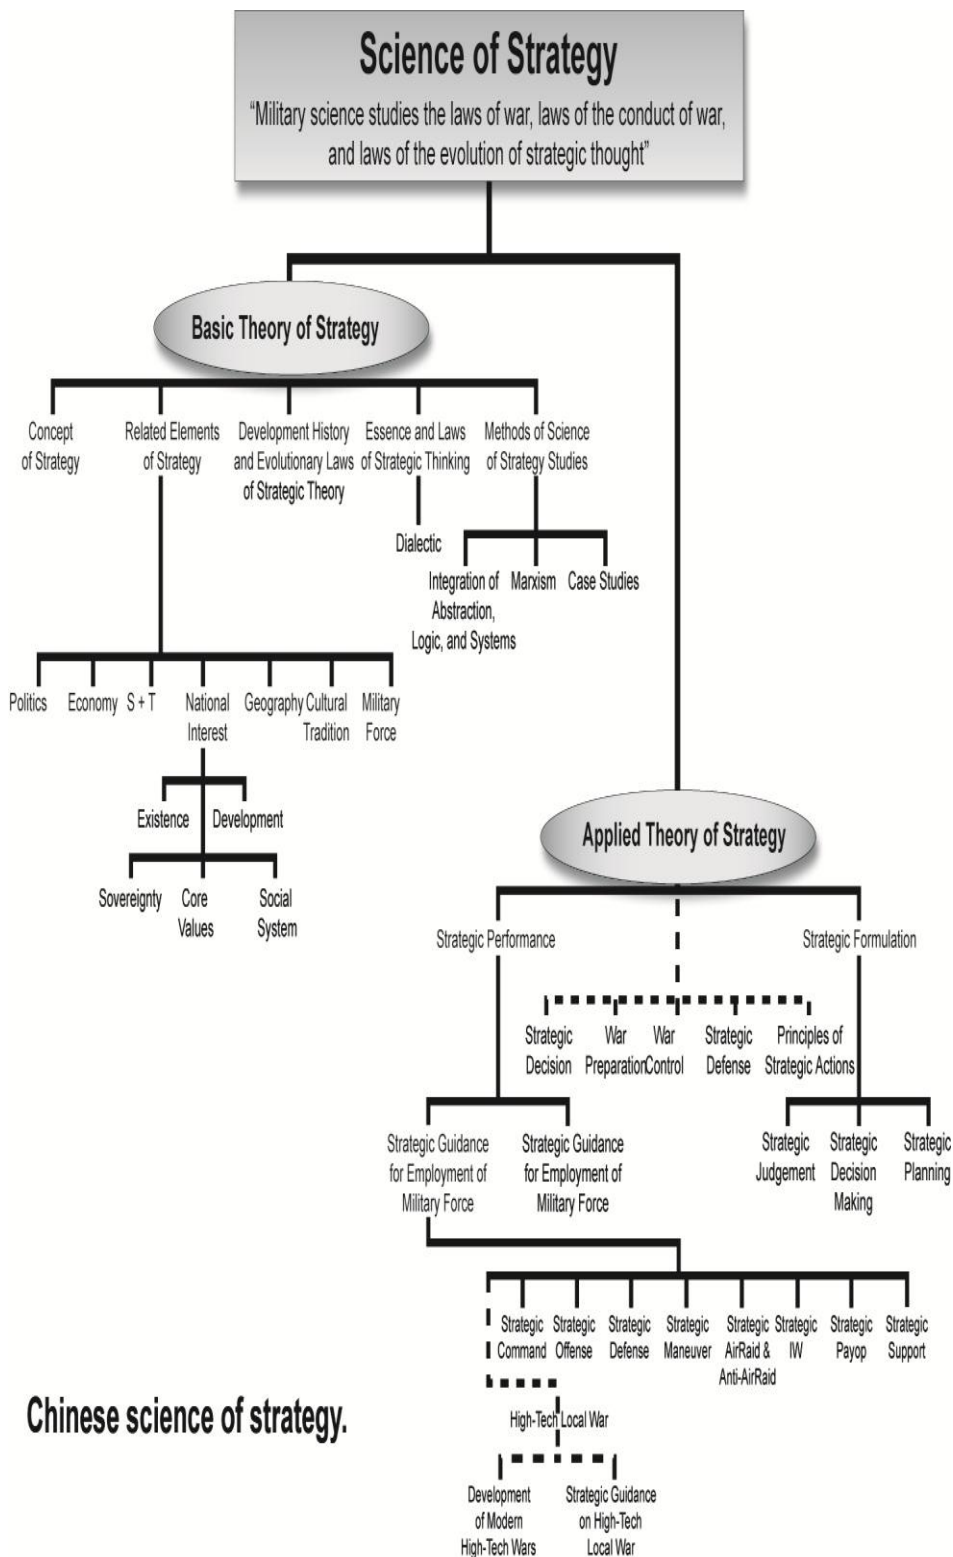 Science of Strategy
“Military science studies the laws of war, laws of the conduct of war,
and laws of the evolution of strategic thought”
Basic Theory of Strategy
Concept
of Strategy
Related Elements
of Strategy
Development History
and Evolutionary Laws
of Strategic Theory
Essence and Laws
of Strategic Thinking
Methods of Science
of Strategy Studies
Dialectic
Integration of
Abstraction,
Logic, and Systems
Marxism
Case Studies
Politics
Economy
S + T
National
Interest
Geography
Cultural
Tradition
Military
Force
Existence
Development
Sovereignty
Core
Values
Social
System
Applied Theory of Strategy
Strategic Performance
Strategic Formulation
Strategic
Decision
War
Preparation
War
Control
Strategic
Defense
Principles of
Strategic Actions
Strategic Guidance
for Employment of
Military Force
Strategic Guidance
for Employment of
Military Force
Strategic
Judgement
Strategic
Decision
Making
Strategic
Planning
Strategic
Command
Strategic
Offense
Strategic
Defense
Strategic
Maneuver
Strategic
AirRaid &
Anti-AirRaid
Strategic
IW
Strategic
Payop
Strategic
Support
High-Tech Local War
Development
of Modern
High-Tech Wars
Strategic Guidance
on High-Tech
Local War
Chinese science of strategy.